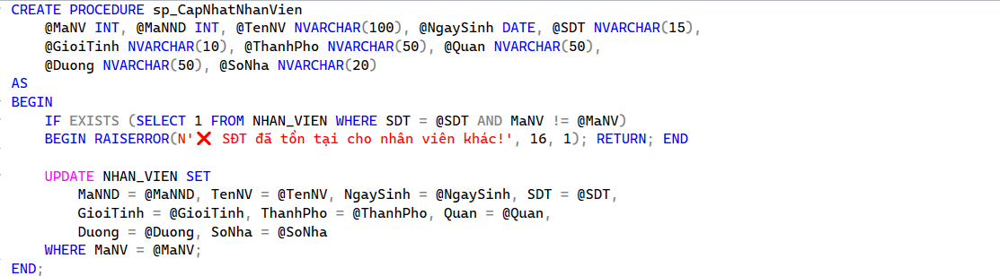 CREATE PROCEDURE sp_CapNhatNhanVien
    @MaNV INT, @MaNND INT, @TenNV NVARCHAR(100), @NgaySinh DATE, @SDT NVARCHAR(15),
    @GioiTinh NVARCHAR(10), @ThanhPho NVARCHAR(50), @Quan NVARCHAR(50),
    @Duong NVARCHAR(50), @SoNha NVARCHAR(20)
AS
BEGIN
    IF EXISTS (SELECT 1 FROM NHAN_VIEN WHERE SDT = @SDT AND MaNV != @MaNV)
    BEGIN RAISERROR(N'❌ SĐT đã tồn tại cho nhân viên khác!', 16, 1); RETURN; END

    UPDATE NHAN_VIEN SET
        MaNND = @MaNND, TenNV = @TenNV, NgaySinh = @NgaySinh, SDT = @SDT,
        GioiTinh = @GioiTinh, ThanhPho = @ThanhPho, Quan = @Quan,
        Duong = @Duong, SoNha = @SoNha
    WHERE MaNV = @MaNV;
END;